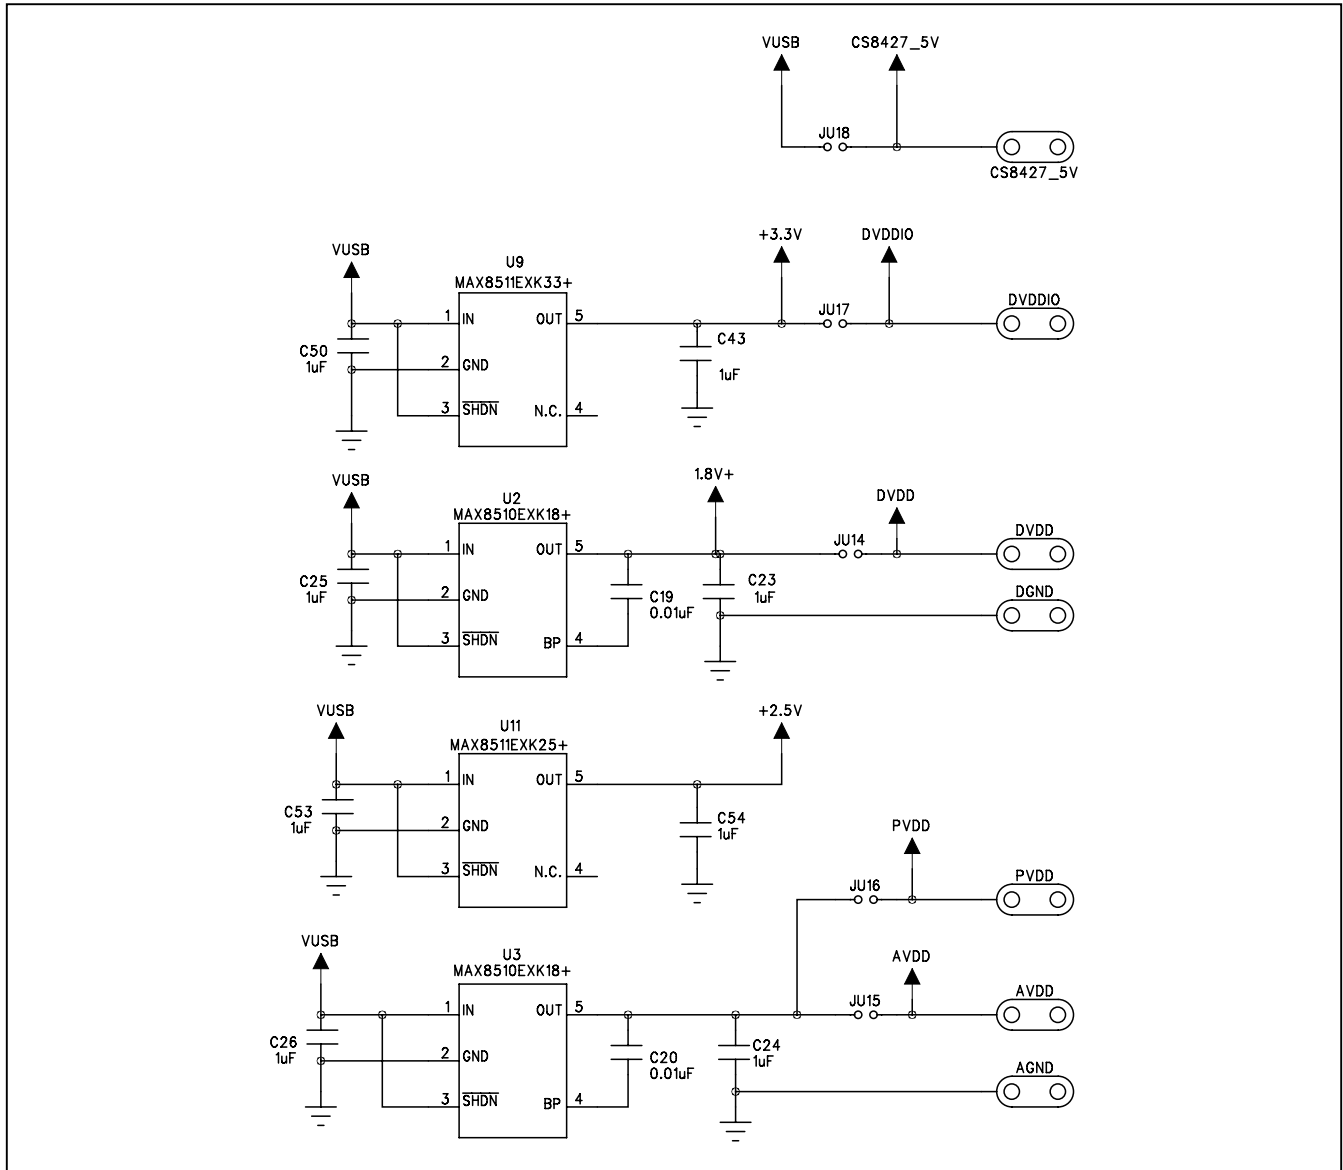 VUSB
CS8427_5V
JU18
CS8427_5V
VUSB
U9
MAX8511EXK33+
+3.3V
DVDDIO
DVDDIO
JU17
1
IN
OUT
5
C50
1uF
2
GND
3
SHDN
N.C.
4
C43
1uF
VUSB
U2
MAX8510EXK18+
1.8V+
DVDD
DVDD
JU14
1
IN
OUT
5
C25
1uF
2
GND
3
SHDN
BP
4
C19
0.01uF
C23
1uF
DGND
VUSB
U11
MAX8511EXK25+
+2.5V
1
IN
OUT
5
C53
1uF
2
GND
3
SHDN
N.C.
4
C54
1uF
PVDD
PVDD
JU16
VUSB
U3
MAX8510EXK18+
AVDD
AVDD
JU15
1
IN
OUT
5
C26
1uF
2
GND
3
SHDN
BP
4
C20
0.01uF
C24
1uF
AGND